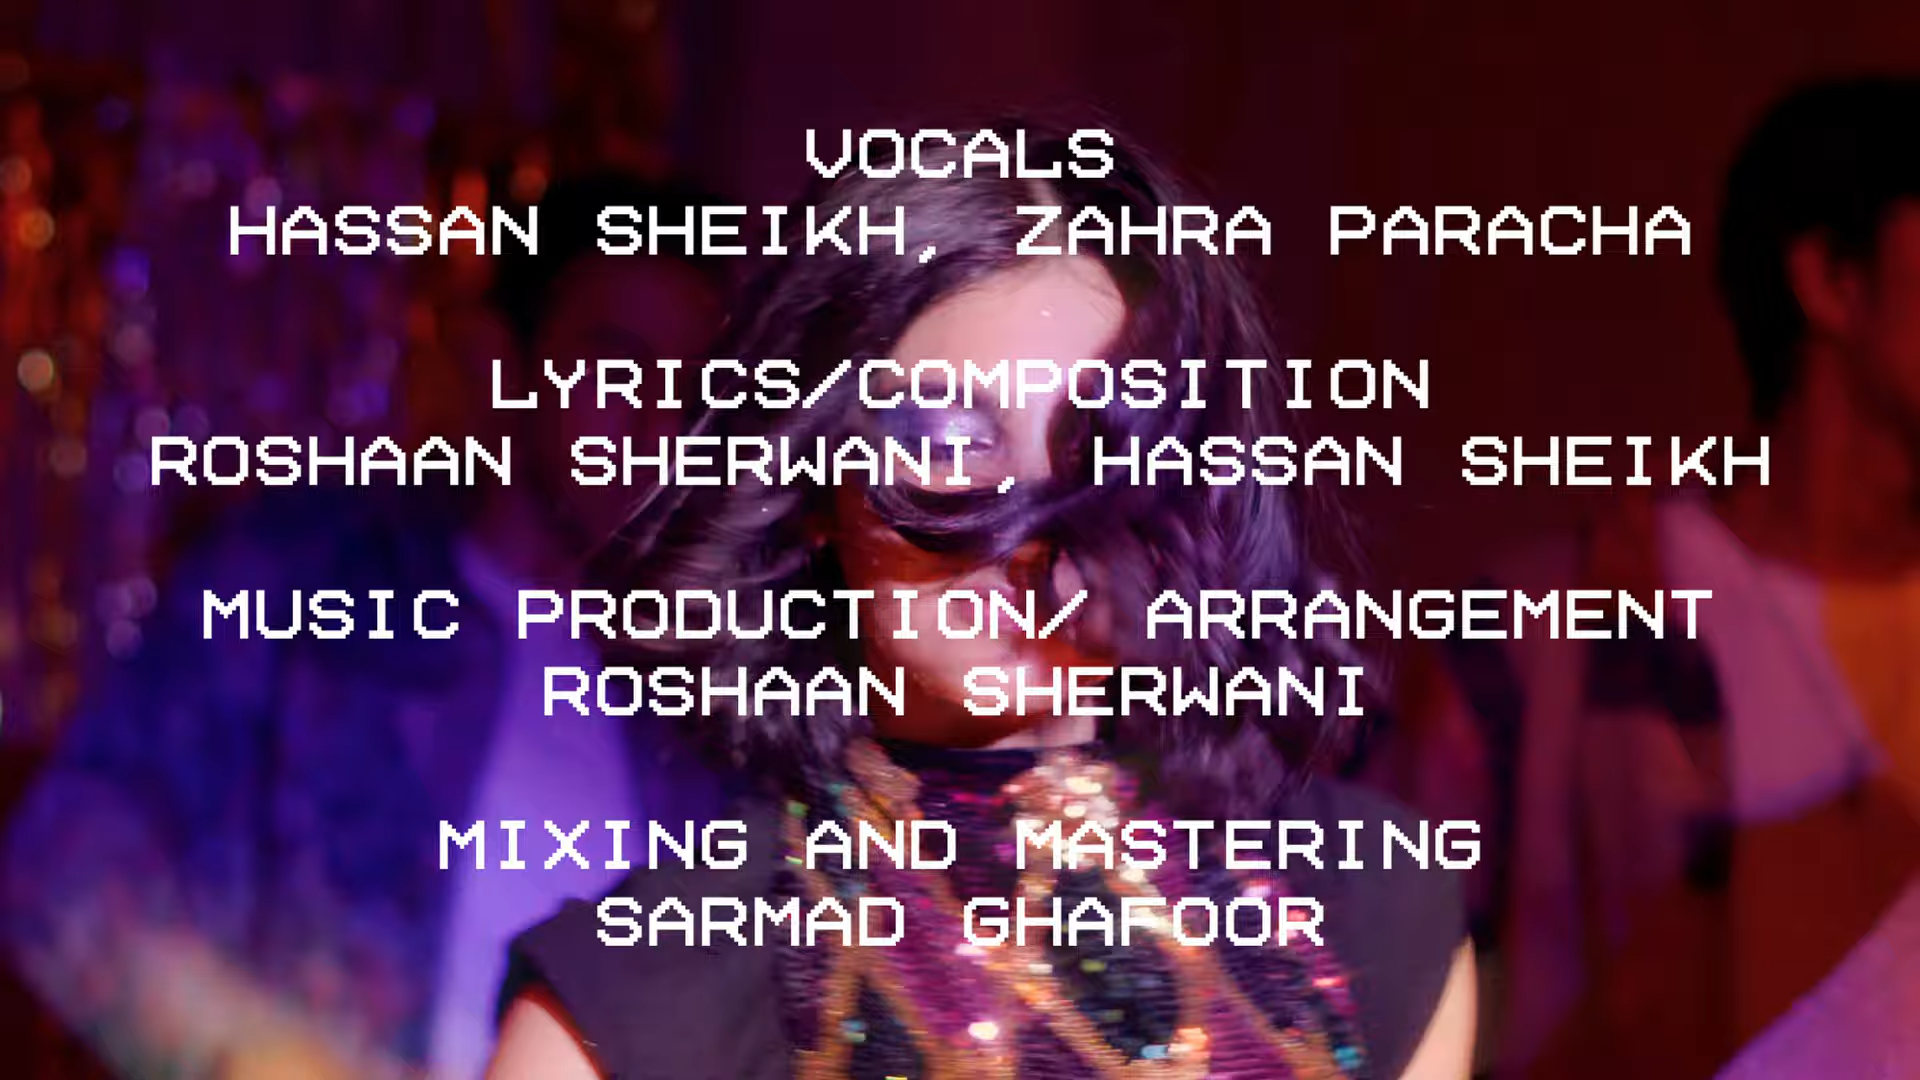 VOCALS
HASSAN SHEIKH, ZAHRA PARACHA
LYRICS/COMPOSITION
ROSHAAN SHERWANI, HASSAN SHEIKH
MUSIC PRODUCTION/ ARRANGEMENT
ROSHAAN SHERWANI
MIXING AND MASTERING
SARMAD GHAFOOR